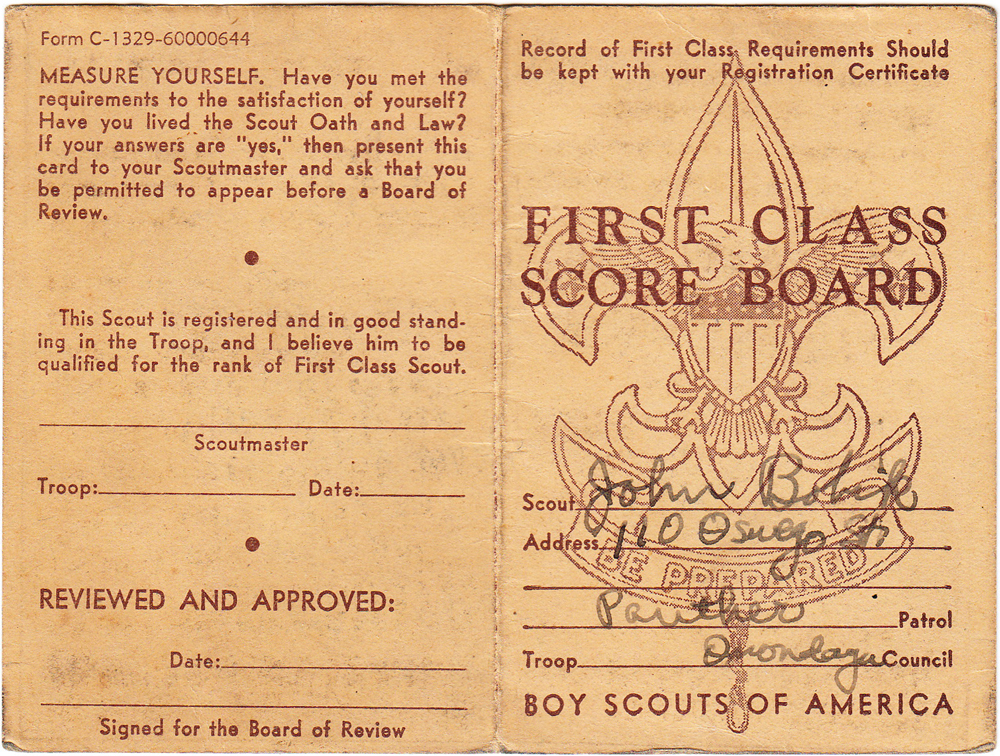 Form C-1329-60000644
MEASURE YOURSELF. Have you met the
requirements to the satisfaction of yourself?
Have you lived the Scout Oath and Law?
If your answers are "yes," then present this
card to your Scoutmaster and ask that you
be permitted to appear before a Board of
Review.
This Scout is registered and in good stand-
ing in the Troop, and I believe him to be
qualified for the rank of First Class Scout.
Scoutmaster
Troop: Date:
REVIEWED AND APPROVED:
Date:
Signed for the Board of Review
Record of First Class Requirements Should
be kept with your Registration Certificate
FIRST CLASS
SCORE BOARD
Scout John
Address 110 Oswego St
BE PREPARED
Panther Patrol
Troop Onondaga Council
BOY SCOUTS OF AMERICA